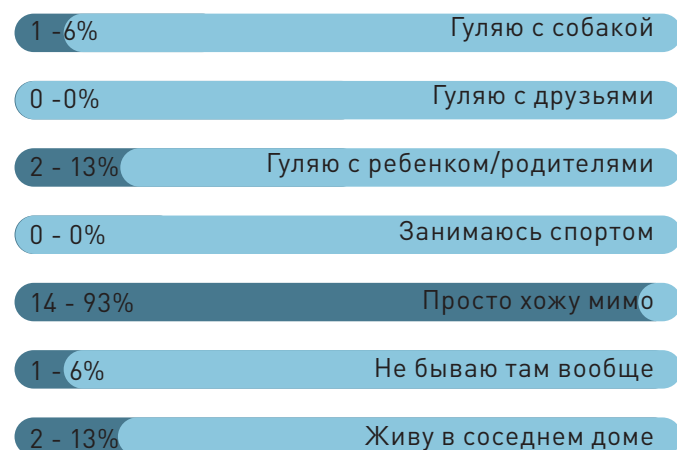 1 -6% Гуляю с собакой
0 -0% Гуляю с друзьями
2 - 13% Гуляю с ребенком/родителями
0 - 0% Занимаюсь спортом
14 - 93% Просто хожу мимо
1 - 6% Не бываю там вообще
2 - 13% Живу в соседнем доме